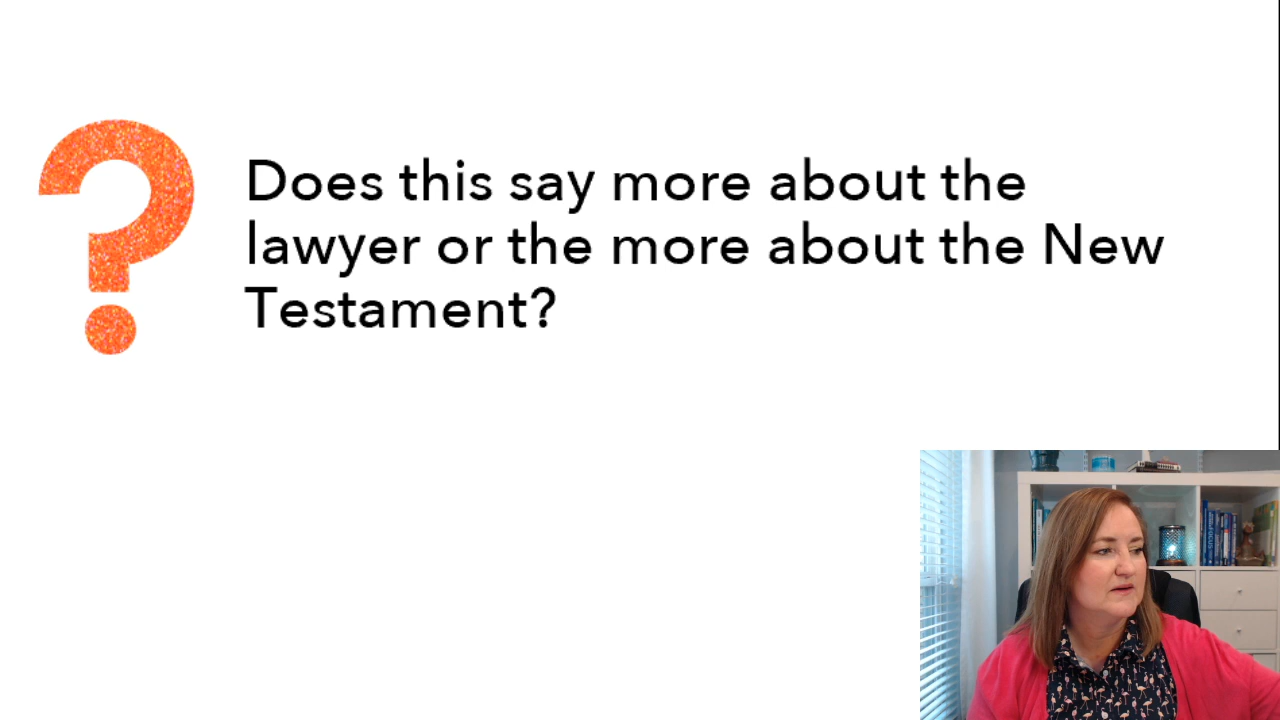 ?
Does this say more about the
lawyer or the more about the New
Testament?